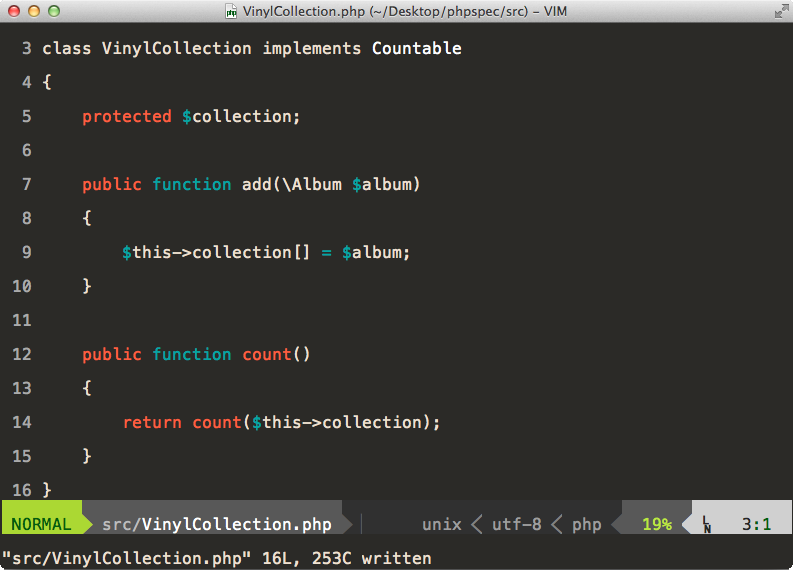 VinylCollection.php (~/Desktop/phpspec/src) – VIM
3 class VinylCollection implements Countable
4 {
5     protected $collection;
6
7     public function add(\Album $album)
8     {
9         $this->collection[] = $album;
10     }
11
12     public function count()
13     {
14         return count($this->collection);
15     }
16 }
NORMAL src/VinylCollection.php unix < utf-8 < php 19% LN 3:1
"src/VinylCollection.php" 16L, 253C written